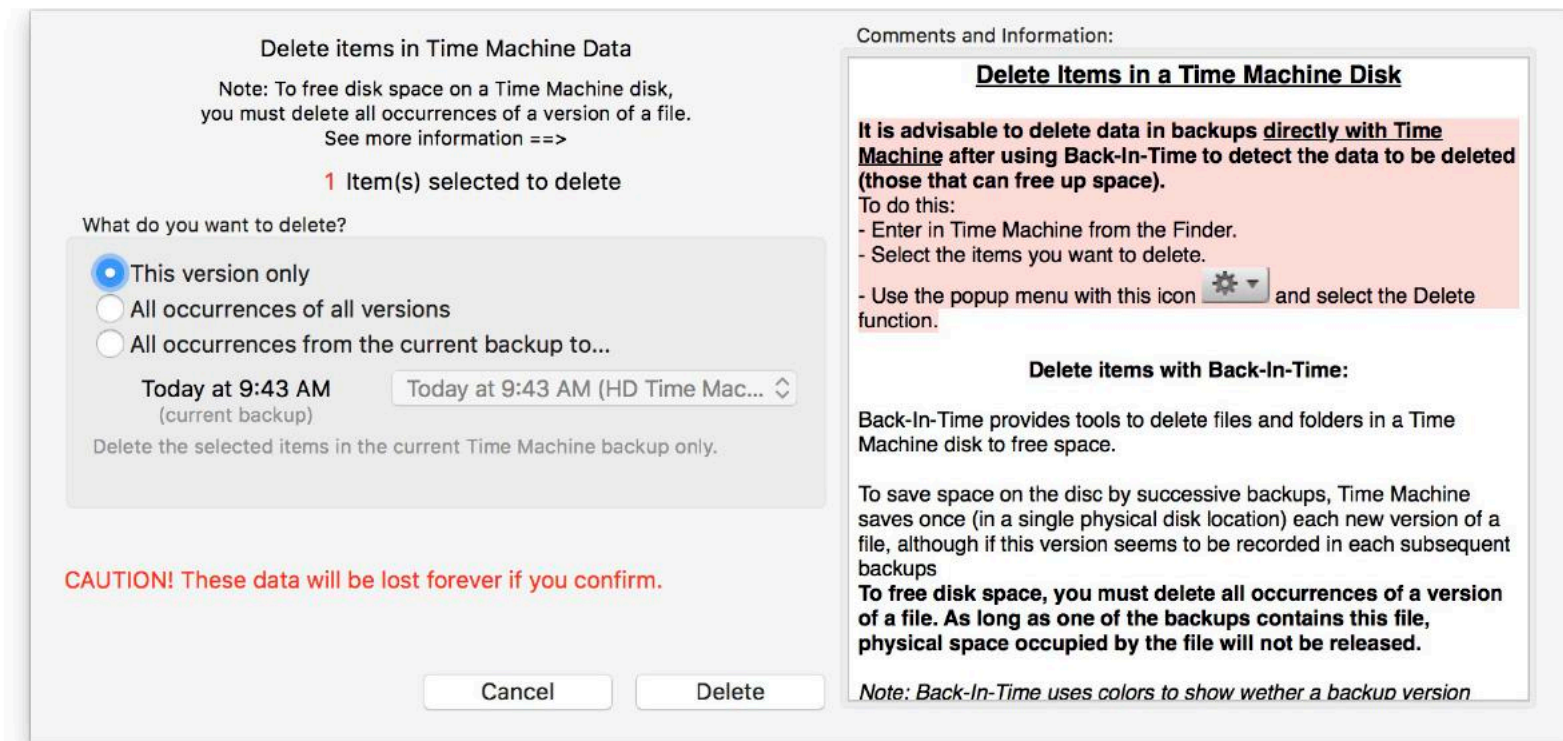 Delete items in Time Machine Data
Note: To free disk space on a Time Machine disk,
you must delete all occurrences of a version of a file.
See more information ==>
1 Item(s) selected to delete
What do you want to delete?
This version only
All occurrences of all versions
All occurrences from the current backup to...
Today at 9:43 AM
(current backup)
Today at 9:43 AM (HD Time Mac...
Delete the selected items in the current Time Machine backup only.
CAUTION! These data will be lost forever if you confirm.
Cancel
Delete
Comments and Information:
Delete Items in a Time Machine Disk
It is advisable to delete data in backups directly with Time
Machine after using Back-In-Time to detect the data to be deleted
(those that can free up space).
To do this:
- Enter in Time Machine from the Finder.
- Select the items you want to delete.
- Use the popup menu with this icon and select the Delete
function.
Delete items with Back-In-Time:
Back-In-Time provides tools to delete files and folders in a Time
Machine disk to free space.
To save space on the disc by successive backups, Time Machine
saves once (in a single physical disk location) each new version of a
file, although if this version seems to be recorded in each subsequent
backups
To free disk space, you must delete all occurrences of a version
of a file. As long as one of the backups contains this file,
physical space occupied by the file will not be released.
Note: Back-In-Time uses colors to show wether a backup version